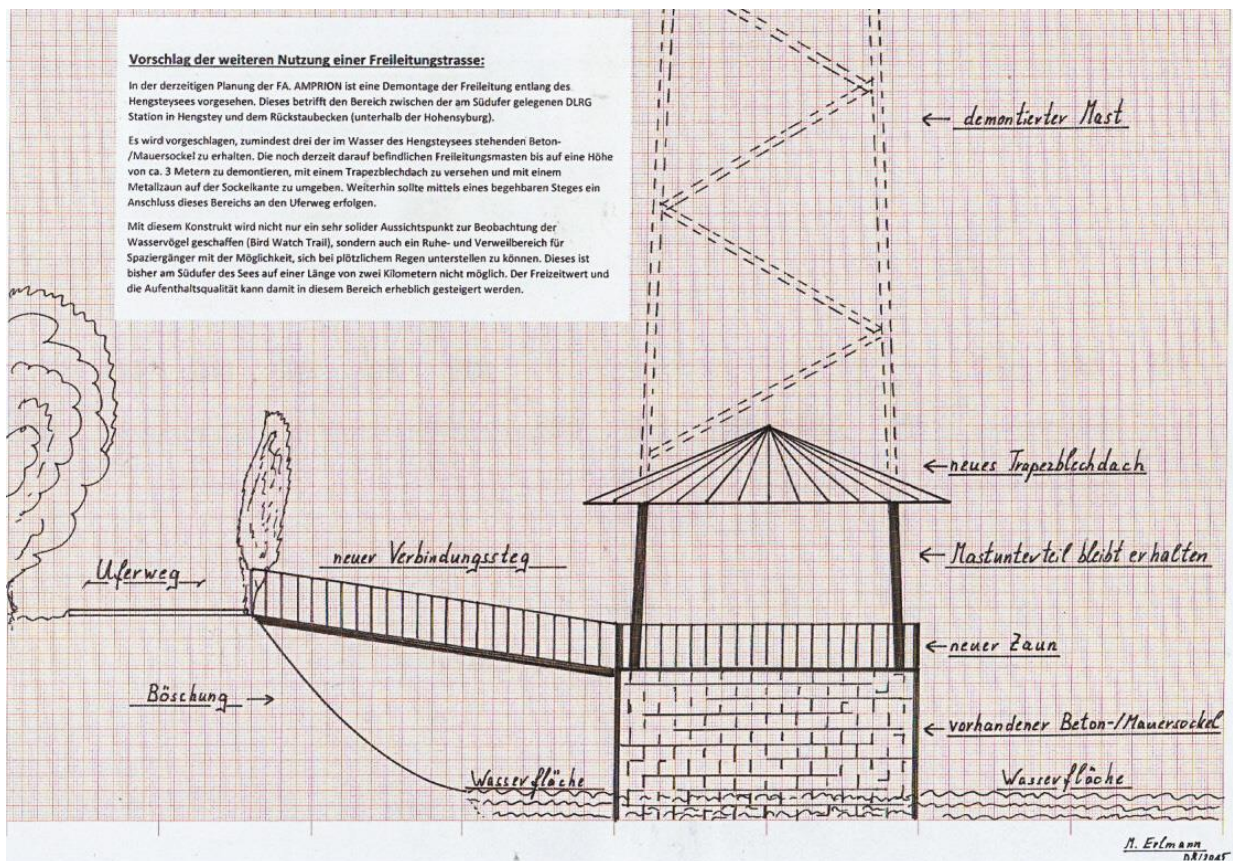 Vorschlag der weiteren Nutzung einer Freileitungstrasse:
In der derzeitigen Planung der FA. AMPRION ist eine Demontage der Freileitung entlang des
Hengsteysees vorgesehen. Dieses betrifft den Bereich zwischen der am Südufer gelegenen DLRG
Station in Hengstey und dem Rückstaubecken (unterhalb der Hohensyburg).
Es wird vorgeschlagen, zumindest drei der im Wasser des Hengsteysees stehenden Beton-
/Mauersockel zu erhalten. Die noch derzeit darauf befindlichen Freileitungsmasten bis auf eine Höhe
von ca. 3 Metern zu demontieren, mit einem Trapezblechdach zu versehen und mit einem
Metallzaun auf der Sockelkante zu umgeben. Weiterhin sollte mittels eines begehbaren Steges ein
Anschluss dieses Bereichs an den Uferweg erfolgen.
Mit diesem Konstrukt wird nicht nur ein sehr solider Aussichtspunkt zur Beobachtung der
Wasservögel geschaffen (Bird Watch Trail), sondern auch ein Ruhe- und Verweilbereich für
Spaziergänger mit der Möglichkeit, sich bei plötzlichem Regen unterstellen zu können. Dieses ist
bisher am Südufer des Sees auf einer Länge von zwei Kilometern nicht möglich. Der Freizeitwert und
die Aufenthaltsqualität kann damit in diesem Bereich erheblich gesteigert werden.
demontierter Mast
neues Trapezblechdach
neuer Verbindungssteg
Mastunterteil bleibt erhalten
Uferweg
neuer Zaun
Böschung
vorhandener Beton-/Mauersockel
Wasserfläche
Wasserfläche
M. Erlmann